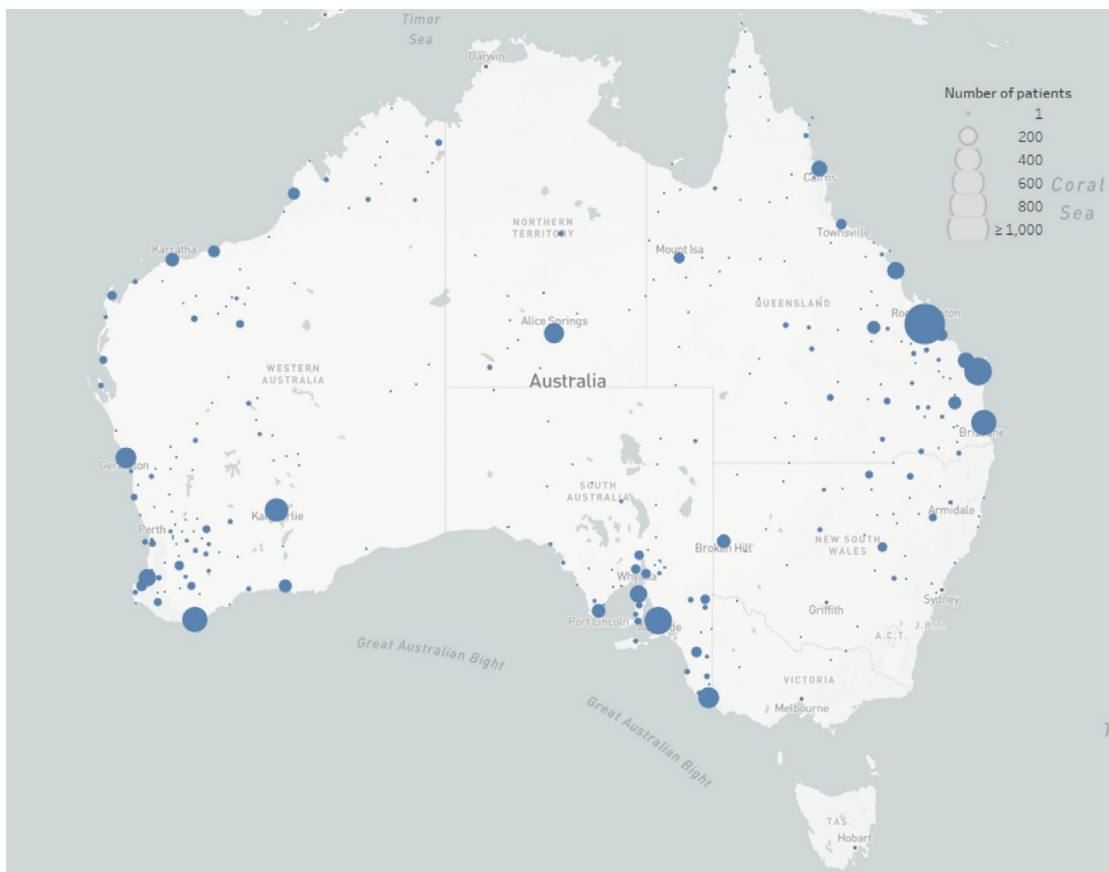 Timor
Sea
Darwin
Number of patients
1
200
400
600
800
≥ 1,000
Coral
Sea
Cairns
NORTHERN
TERRITORY
Townsville
Karratha
Mount Isa
QUEENSLAND
Alice Springs
WESTERN
AUSTRALIA
Australia
Brisbane
SOUTH
AUSTRALIA
Perth
Armidale
Broken Hill
NEW SOUTH
WALES
Whyalla
Sydney
Griffith
Port Lincoln
J.B.T.
A.C.T.
Great Australian Bight
VICTORIA
Melbourne
Great Australian Bight
T
TAS.
Hobart